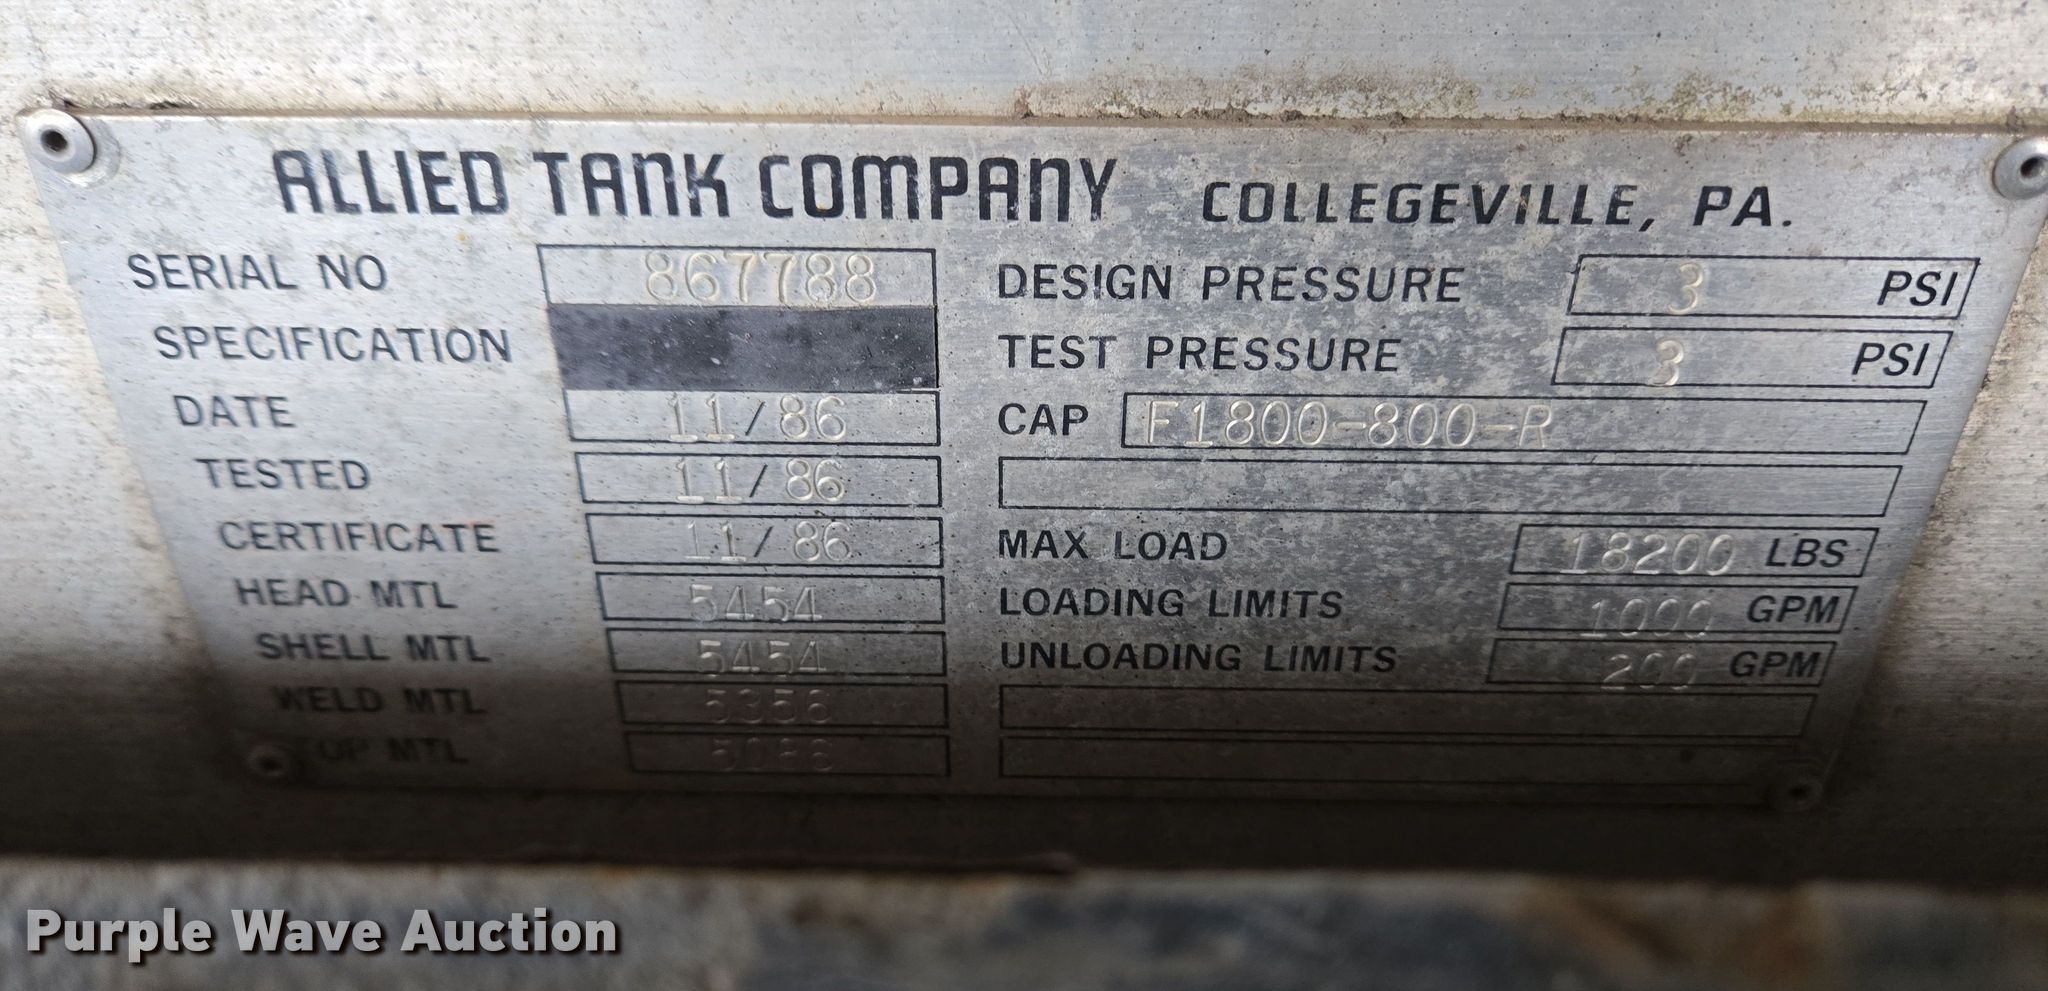 ALLIED TANK COMPANY COLLEGEVILLE, PA.
SERIAL NO 867788
SPECIFICATION
DATE 11/86
TESTED 11/86
CERTIFICATE 11/86
HEAD MTL 5454
SHELL MTL 5454
WELD MTL 5356
TOP MTL 5086
DESIGN PRESSURE 3 PSI
TEST PRESSURE 3 PSI
CAP F1800-800-R
MAX LOAD 18200 LBS
LOADING LIMITS 1000 GPM
UNLOADING LIMITS 200 GPM
Purple Wave Auction